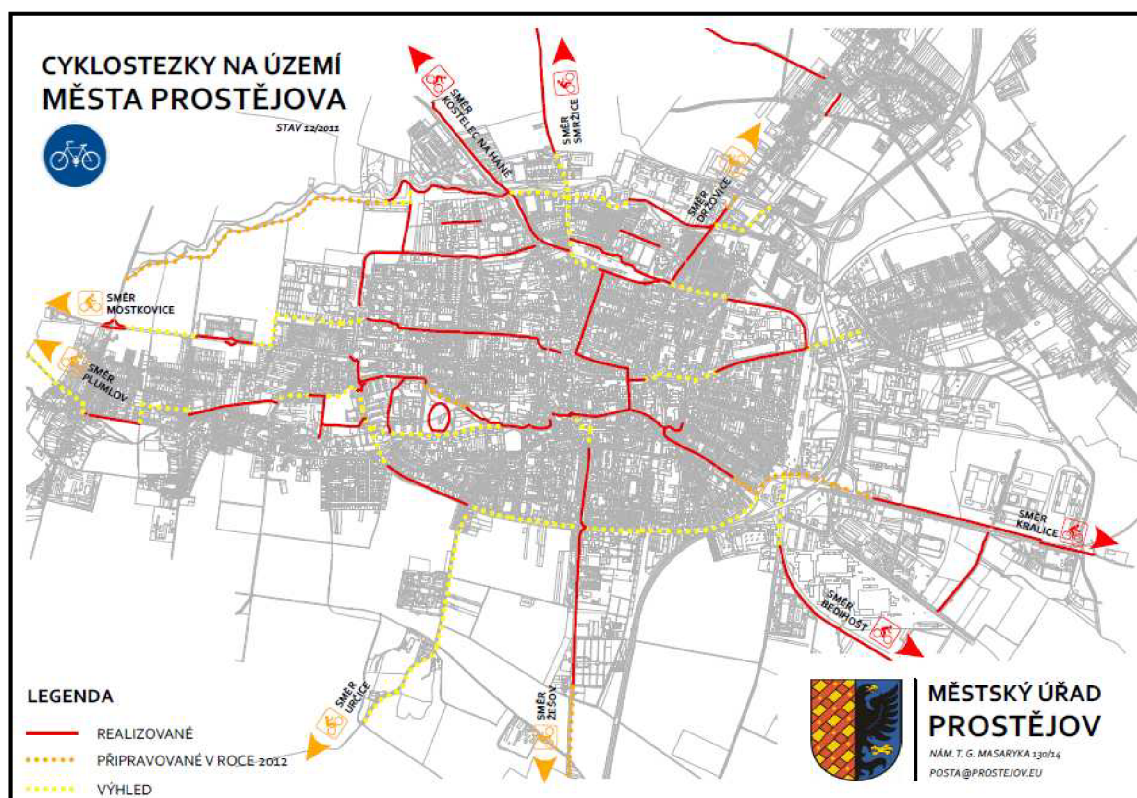 CYKLOSTEZKY NA ÚZEMÍ
MĚSTA PROSTĚJOVA
STAV 12/2011
SMĚR
KOSTELEC NA HANÉ
SMĚR
SMRŽICE
SMĚR
DRŽOVICE
SMĚR
MOSTKOVICE
SMĚR
PLUMLOV
SMĚR
KRALICE
SMĚR
BEDIHOŠŤ
SMĚR
URČICE
SMĚR
ŽEŠOV
LEGENDA
REALIZOVANÉ
PŘIPRAVOVANÉ V ROCE 2012
VÝHLED
MĚSTSKÝ ÚŘAD
PROSTĚJOV
NÁM. T. G. MASARYKA 130/14
POSTA@PROSTEJOV.EU